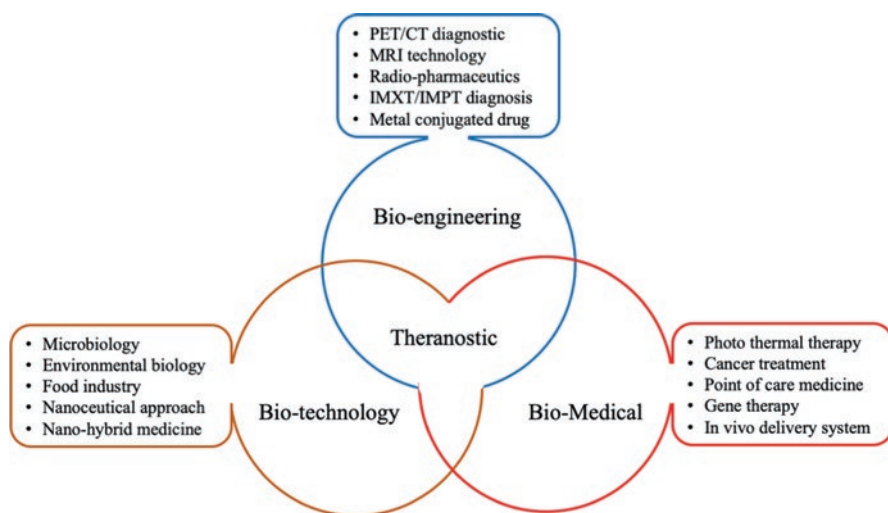 • PET/CT diagnostic
• MRI technology
• Radio-pharmaceutics
• IMXT/IMPT diagnosis
• Metal conjugated drug
Bio-engineering
Theranostic
• Microbiology
• Environmental biology
• Food industry
• Nanoceutical approach
• Nano-hybrid medicine
Bio-technology
Bio-Medical
• Photo thermal therapy
• Cancer treatment
• Point of care medicine
• Gene therapy
• In vivo delivery system